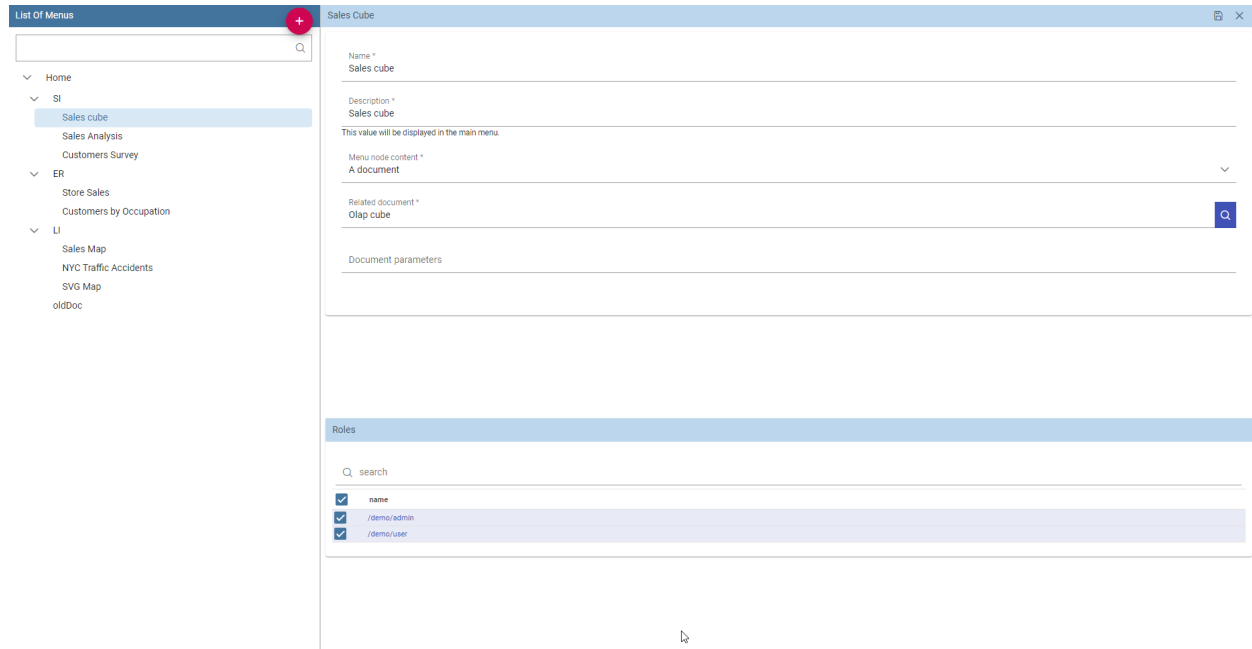 List Of Menus
Home
SI
Sales cube
Sales Analysis
Customers Survey
ER
Store Sales
Customers by Occupation
LI
Sales Map
NYC Traffic Accidents
SVG Map
oldDoc
Sales Cube
Name *
Sales cube
Description *
Sales cube
This value will be displayed in the main menu.
Menu node content *
A document
Related document *
Olap cube
Document parameters
Roles
search
name
/demo/admin
/demo/user